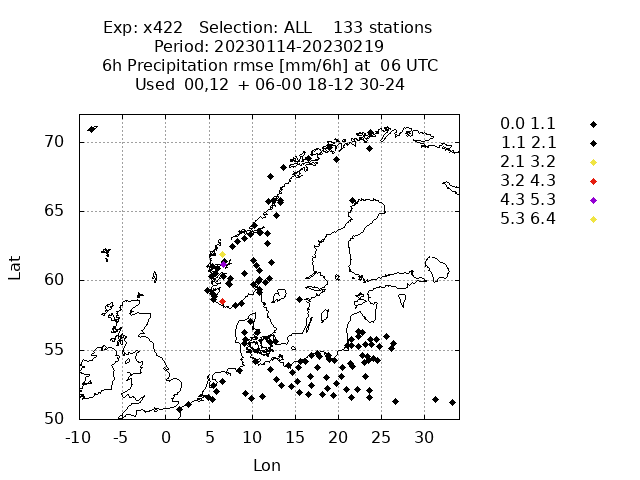 Exp: x422 Selection: ALL 133 stations
Period: 20230114-20230219
6h Precipitation rmse [mm/6h] at 06 UTC
Used 00,12 + 06-00 18-12 30-24
0.0 1.1
1.1 2.1
2.1 3.2
3.2 4.3
4.3 5.3
5.3 6.4
Lat
70
65
60
55
50
-10 -5 0 5 10 15 20 25 30
Lon